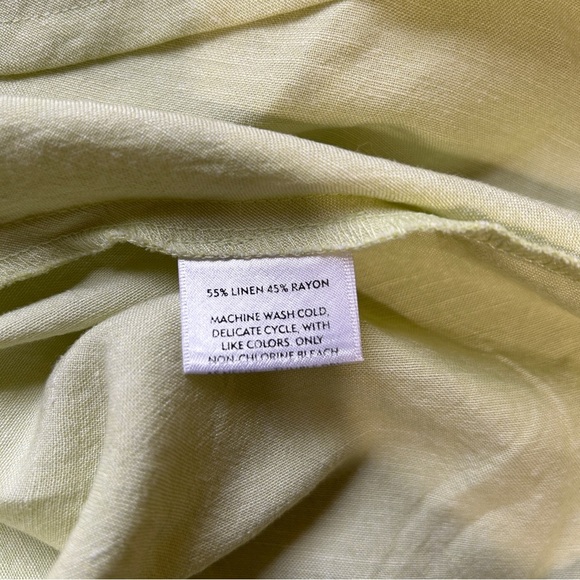 55% LINEN 45% RAYON
MACHINE WASH COLD,
DELICATE CYCLE, WITH
LIKE COLORS. ONLY
NON-CHLORINE BLEACH